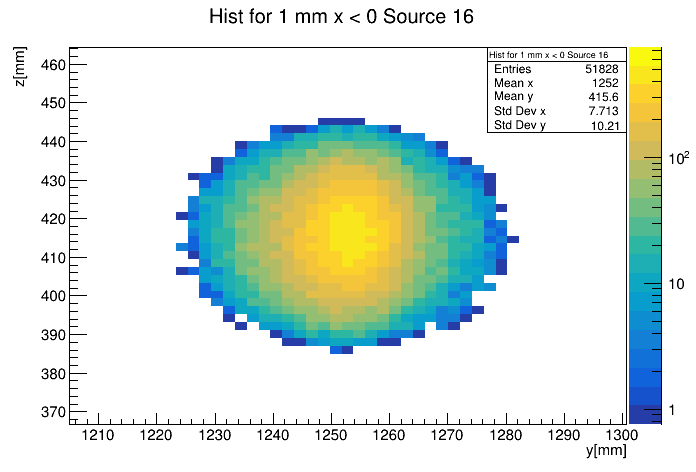 Hist for 1 mm x < 0 Source 16
z[mm]
Hist for 1 mm x < 0 Source 16
Entries 51828
Mean x 1252
Mean y 415.6
Std Dev x 7.713
Std Dev y 10.21
460
450
440
430
420
410
400
390
380
370
10²
10
1
1210 1220 1230 1240 1250 1260 1270 1280 1290 1300
y[mm]